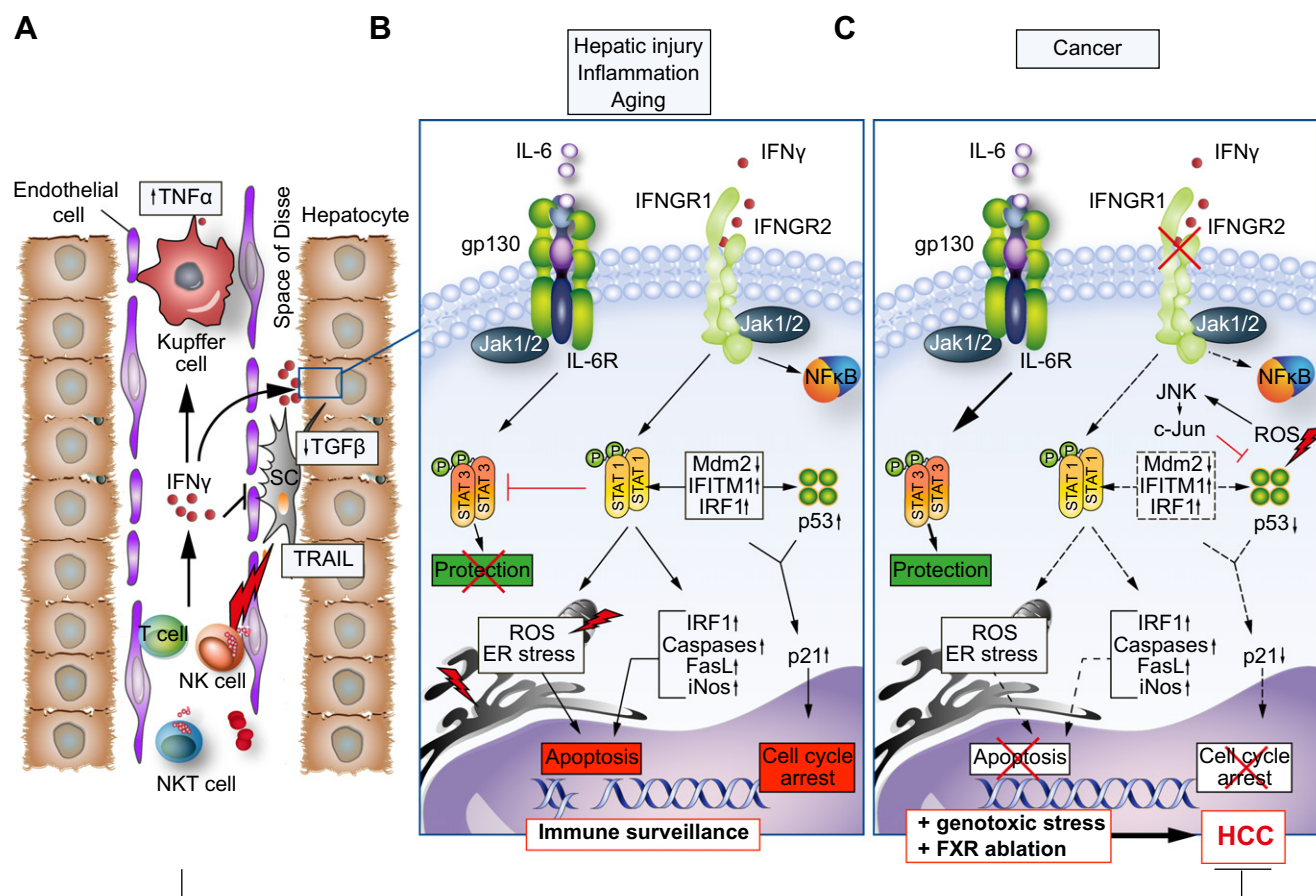 A
B
C
Hepatic injury
Inflammation
Aging
Cancer
Endothelial
cell
↑TNFα
Space of Disse
Hepatocyte
Kupffer
cell
↓TGFβ
IFNγ
SC
TRAIL
T cell
NK cell
NKT cell
IL-6
IFNγ
IFNGR1
IFNGR2
gp130
Jak1/2
Jak1/2
IL-6R
NFκB
P P
STAT 3
STAT 3
P P
STAT 1
STAT 1
Mdm2↓
IFITM1↑
IRF1↑
p53↑
Protection
ROS
ER stress
IRF1↑
Caspases↑
FasL↑
iNos↑
p21↑
Apoptosis
Cell cycle
arrest
Immune surveillance
IL-6
IFNγ
IFNGR1
IFNGR2
gp130
Jak1/2
Jak1/2
IL-6R
NFκB
JNK
c-Jun
ROS
P P
STAT 3
STAT 3
P P
STAT 1
STAT 1
Mdm2↓
IFITM1↑
IRF1↑
p53↓
Protection
ROS
ER stress
IRF1↑
Caspases↑
FasL↑
iNos↑
p21↓
Apoptosis
Cell cycle
arrest
+ genotoxic stress
+ FXR ablation
HCC